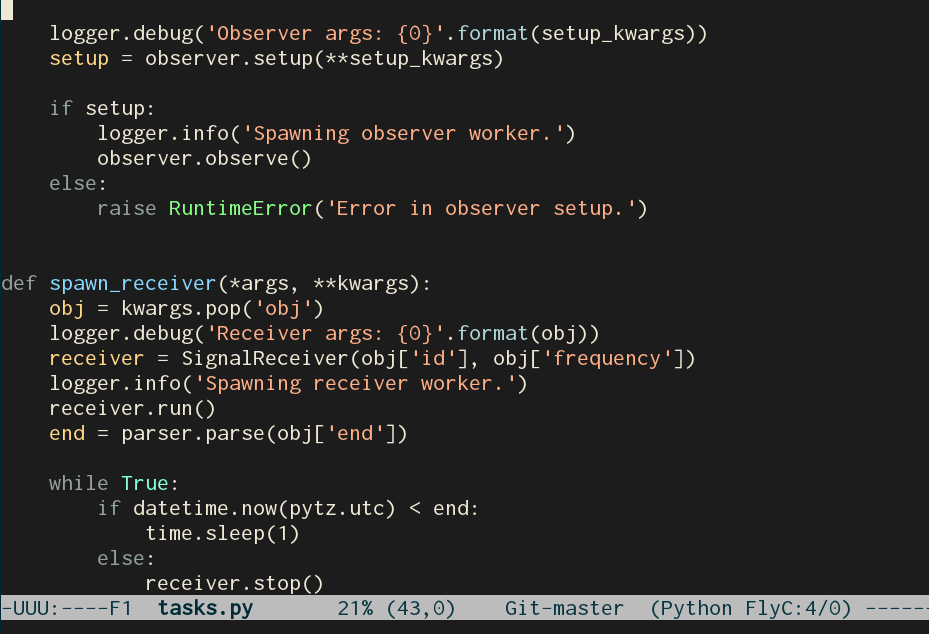 logger.debug('Observer args: {0}'.format(setup_kwargs))
    setup = observer.setup(**setup_kwargs)

    if setup:
        logger.info('Spawning observer worker.')
        observer.observe()
    else:
        raise RuntimeError('Error in observer setup.')


def spawn_receiver(*args, **kwargs):
    obj = kwargs.pop('obj')
    logger.debug('Receiver args: {0}'.format(obj))
    receiver = SignalReceiver(obj['id'], obj['frequency'])
    logger.info('Spawning receiver worker.')
    receiver.run()
    end = parser.parse(obj['end'])

    while True:
        if datetime.now(pytz.utc) < end:
            time.sleep(1)
        else:
            receiver.stop()
-UUU:----F1  tasks.py       21% (43,0)    Git-master  (Python FlyC:4/0) ------